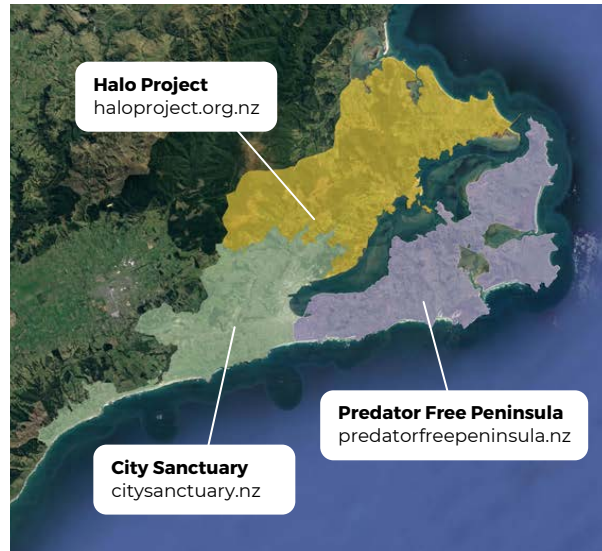 Halo Project
haloproject.org.nz
Predator Free Peninsula
predatorfreepeninsula.nz
City Sanctuary
citysanctuary.nz